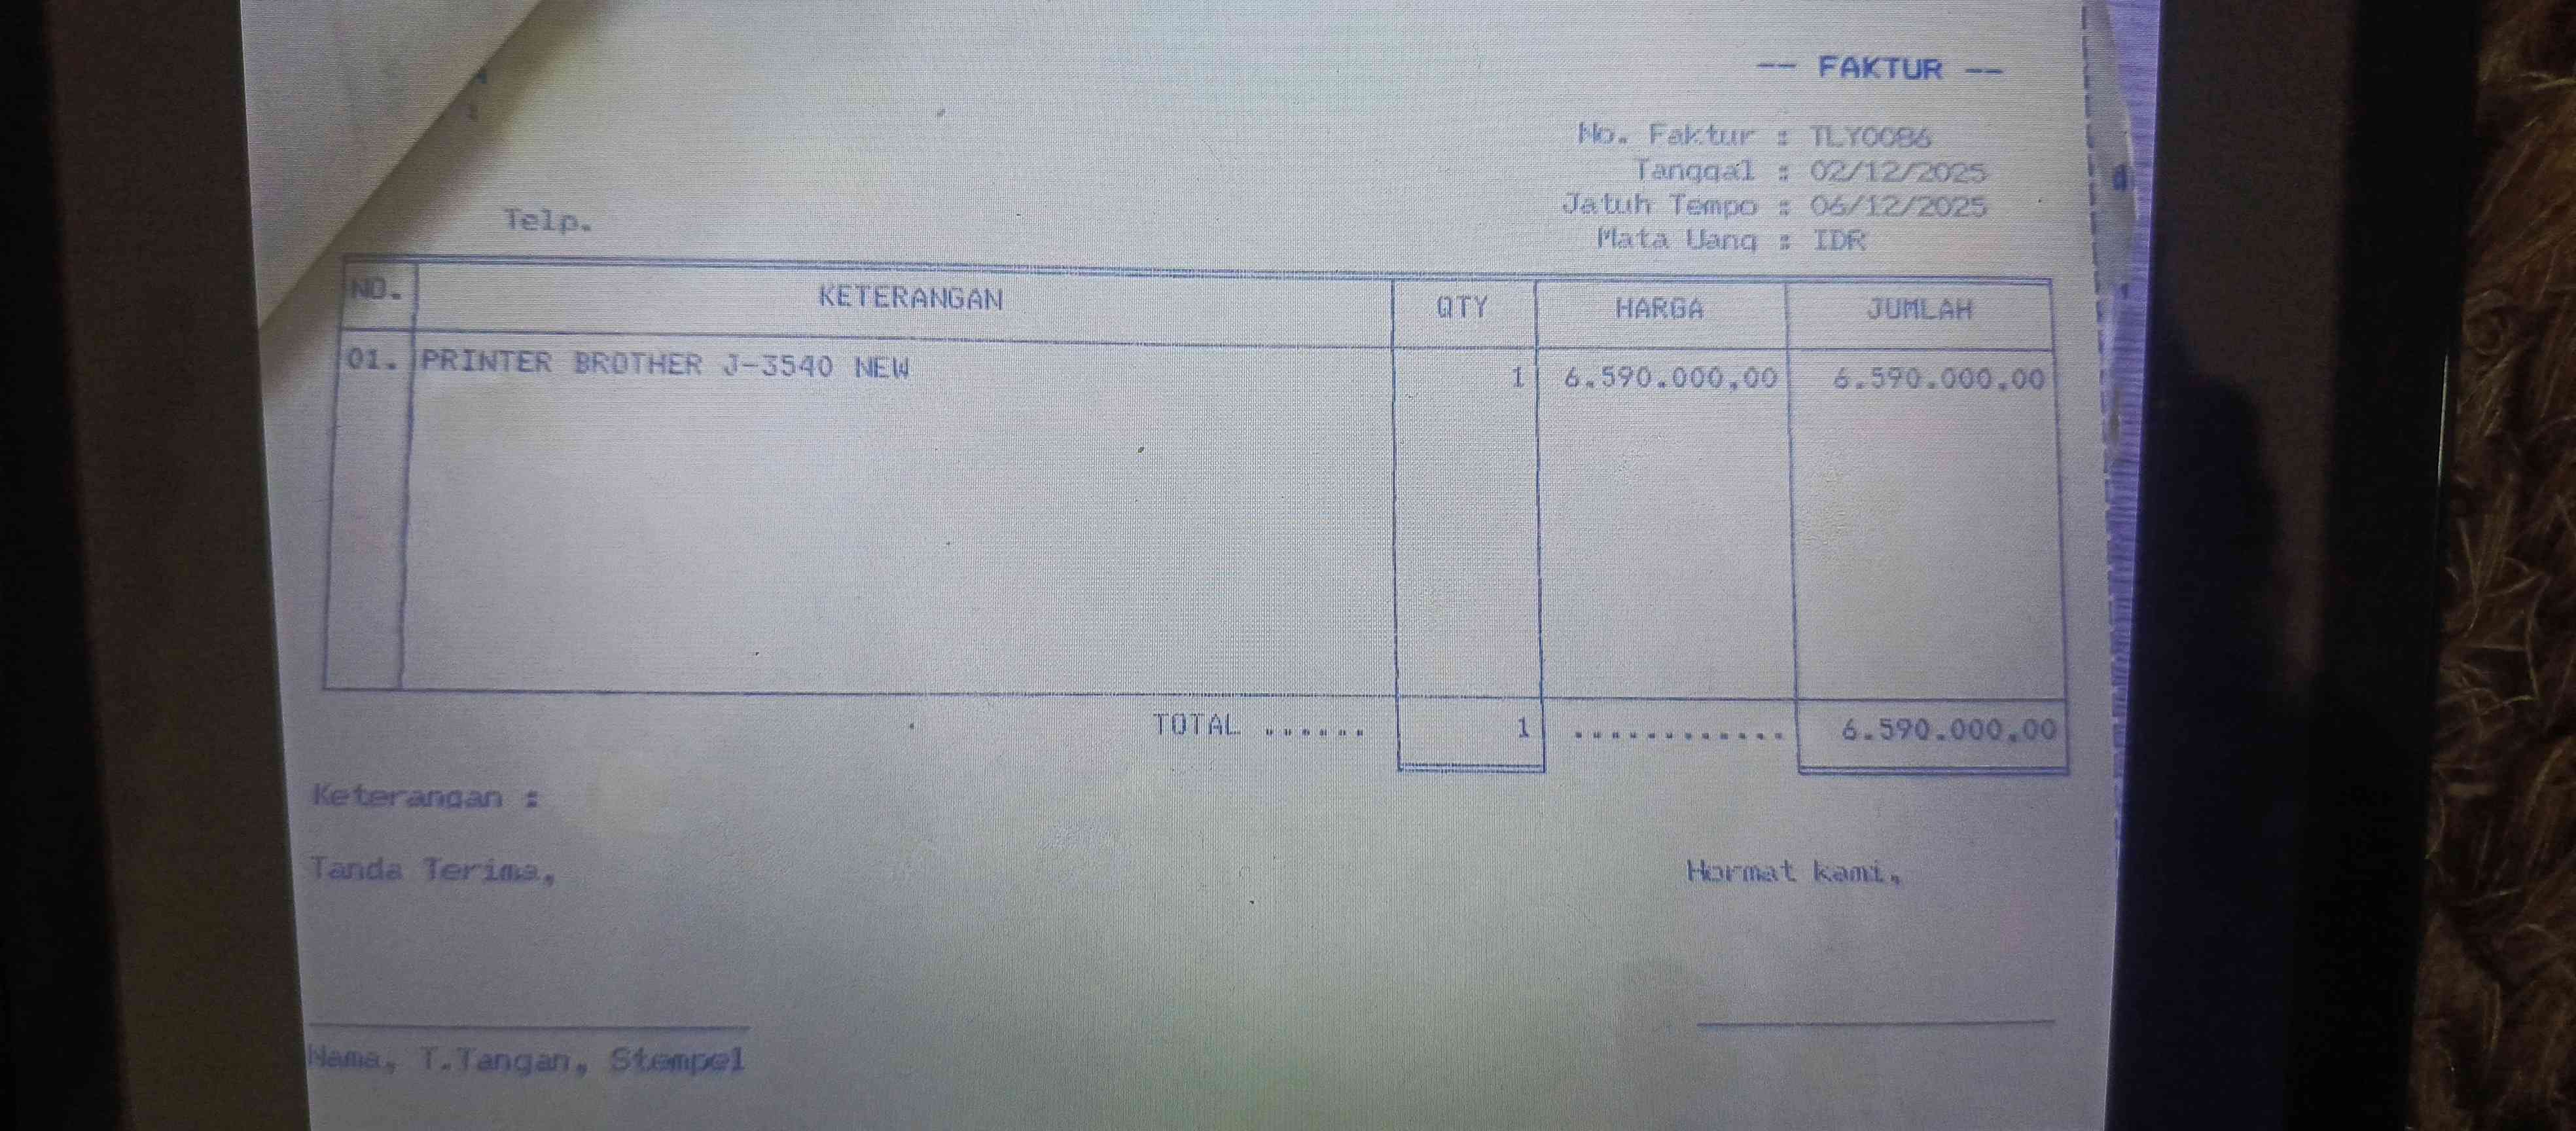 -- FAKTUR --
No. Faktur : TLY0086
Tanggal : 02/12/2025
Jatuh Tempo : 06/12/2025
Telp.
Mata Uang : IDR
NO. KETERANGAN QTY HARGA JUMLAH
01. PRINTER BROTHER J-3540 NEW 1 6.590.000,00 6.590.000,00
TOTAL ...... 1 ............ 6.590.000,00
Keterangan :
Tanda Terima, Hormat kami,
Nama, T.Tangan, Stempel